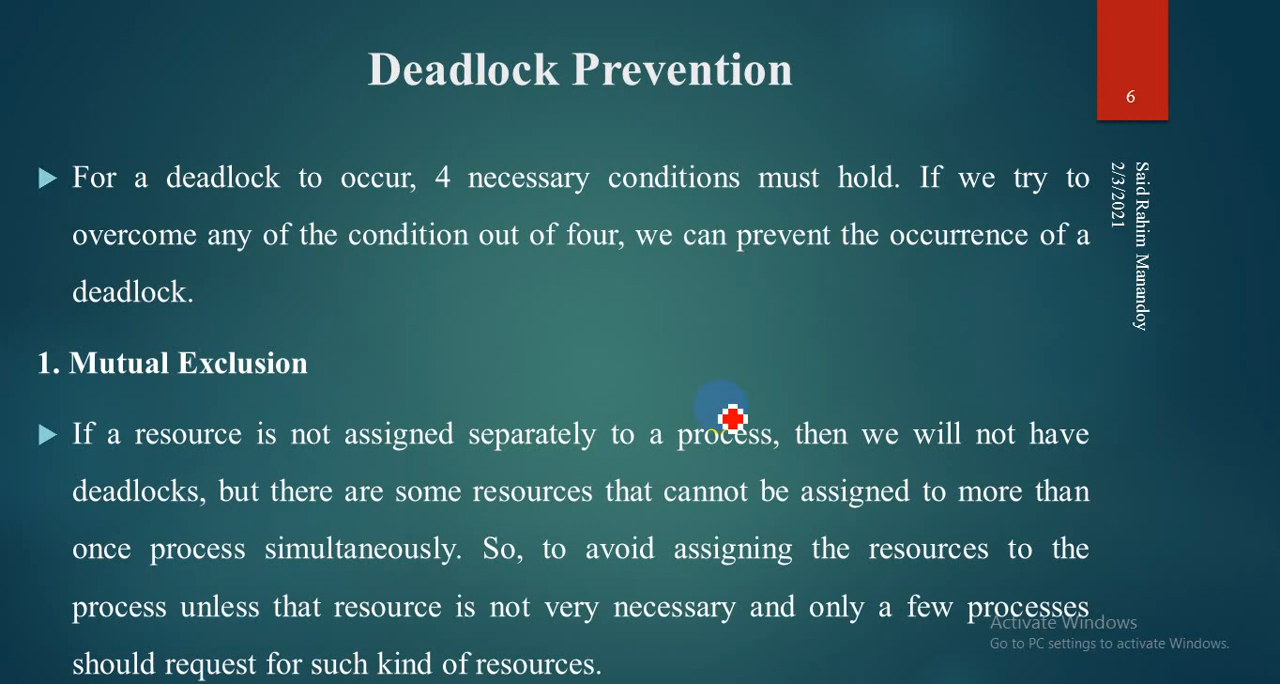 Deadlock Prevention
6
Said Rahim Manandoy
2/3/2021
For a deadlock to occur, 4 necessary conditions must hold. If we try to
overcome any of the condition out of four, we can prevent the occurrence of a
deadlock.
1. Mutual Exclusion
If a resource is not assigned separately to a process, then we will not have
deadlocks, but there are some resources that cannot be assigned to more than
once process simultaneously. So, to avoid assigning the resources to the
process unless that resource is not very necessary and only a few processes
should request for such kind of resources.
Activate Windows
Go to PC settings to activate Windows.